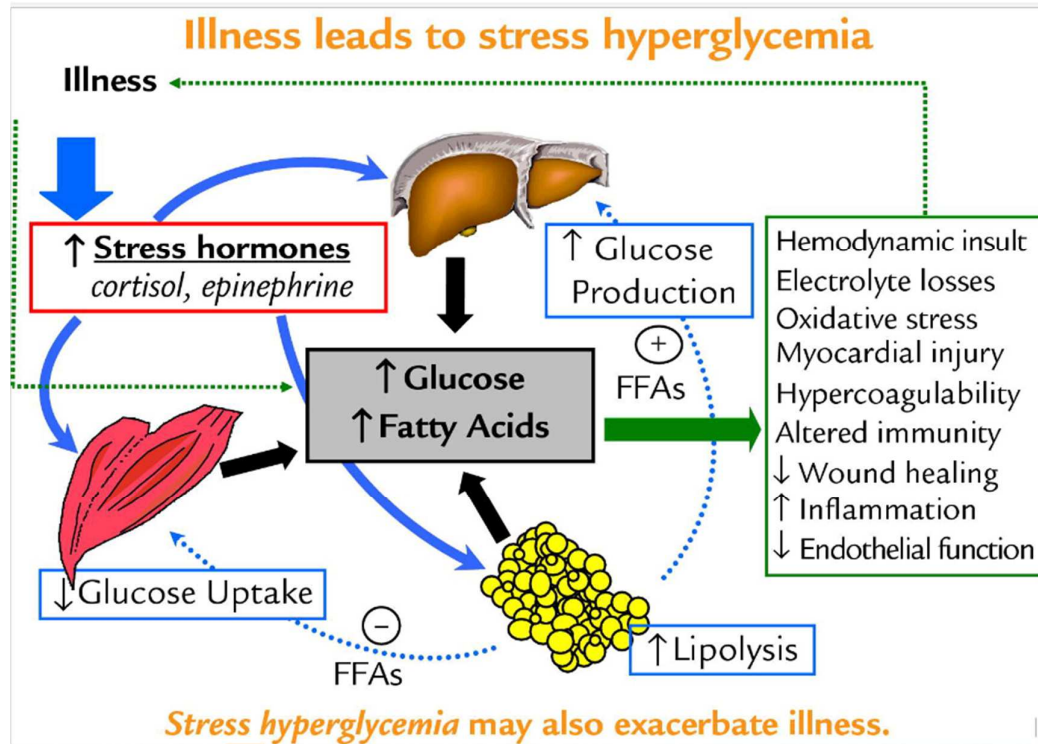 Illness leads to stress hyperglycemia
Illness
↑ Stress hormones
cortisol, epinephrine
↑ Glucose
Production
+
FFAs
↑ Glucose
↑ Fatty Acids
Hemodynamic insult
Electrolyte losses
Oxidative stress
Myocardial injury
Hypercoagulability
Altered immunity
↓ Wound healing
↑ Inflammation
↓ Endothelial function
↓ Glucose Uptake
−
FFAs
↑ Lipolysis
Stress hyperglycemia may also exacerbate illness.